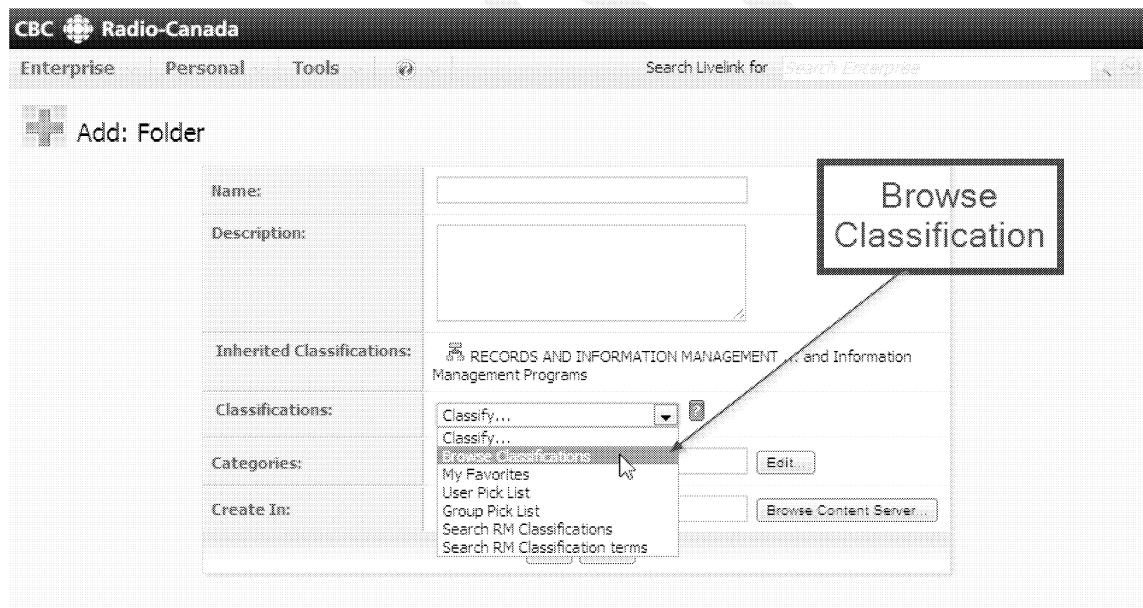 CBC Radio-Canada
Enterprise Personal Tools ? Search Livelink for Search Enterprise
Add: Folder
Name:
Browse
Classification
Description:
Inherited Classifications: RECORDS AND INFORMATION MANAGEMENT ... and Information
Management Programs
Classifications: Classify... ?
Classify...
Browse Classifications
Categories: Edit...
My Favorites
User Pick List
Create In: Browse Content Server...
Group Pick List
Search RM Classifications
Search RM Classification terms